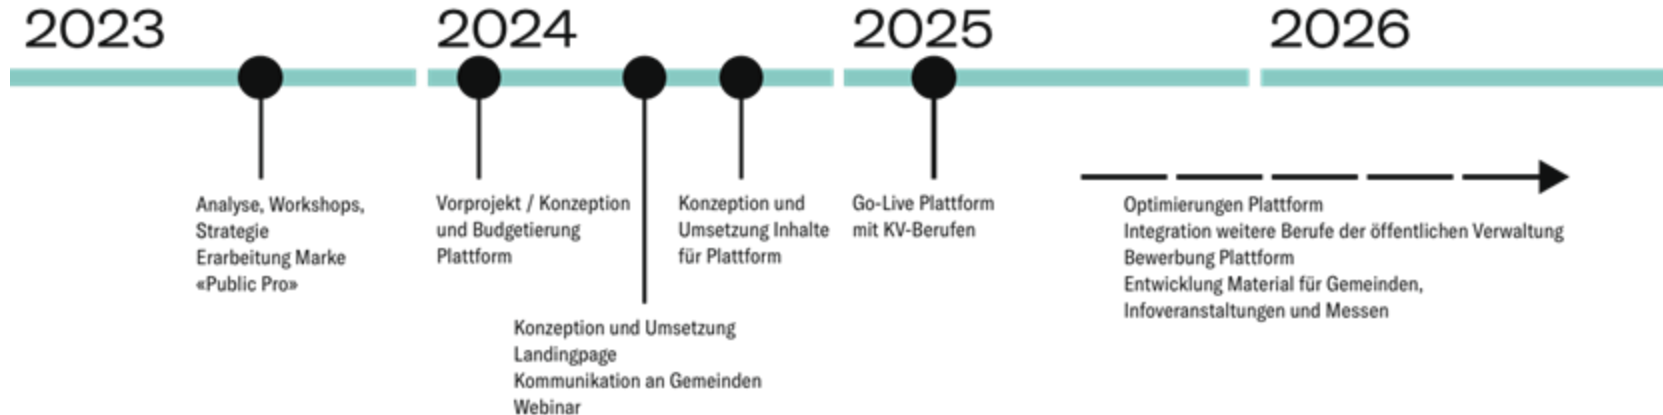 2023
2024
2025
2026
Analyse, Workshops,
Strategie
Erarbeitung Marke
«Public Pro»
Vorprojekt / Konzeption
und Budgetierung
Plattform
Konzeption und Umsetzung
Landingpage
Kommunikation an Gemeinden
Webinar
Konzeption und
Umsetzung Inhalte
für Plattform
Go-Live Plattform
mit KV-Berufen
Optimierungen Plattform
Integration weitere Berufe der öffentlichen Verwaltung
Bewerbung Plattform
Entwicklung Material für Gemeinden,
Infoveranstaltungen und Messen